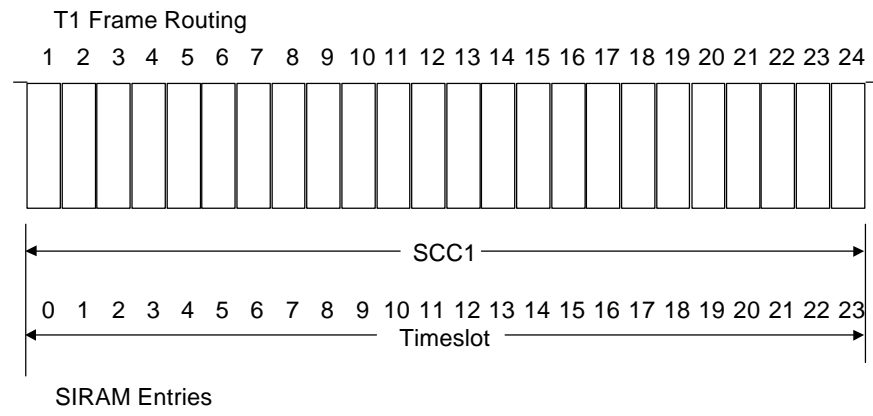 T1 Frame Routing
1 2 3 4 5 6 7 8 9 10 11 12 13 14 15 16 17 18 19 20 21 22 23 24
SCC1
0 1 2 3 4 5 6 7 8 9 10 11 12 13 14 15 16 17 18 19 20 21 22 23
Timeslot
SIRAM Entries